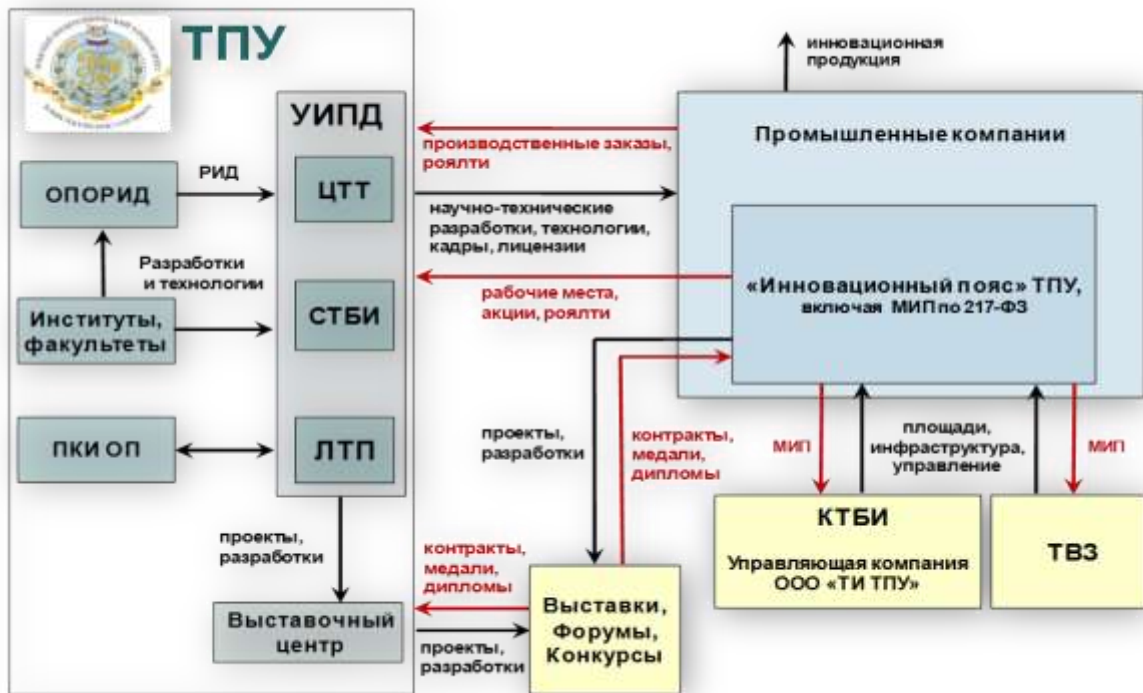 ТПУ
инновационная
продукция
УИПД
Промышленные компании
производственные заказы,
роялти
РИД
ОПОРИД
ЦТТ
научно-технические
разработки, технологии,
кадры, лицензии
Разработки
и технологии
«Инновационный пояс» ТПУ,
включая МИП по 217-ФЗ
рабочие места,
акции, роялти
Институты,
факультеты
СТБИ
ПКИ ОП
ЛТП
проекты,
разработки
контракты,
медали,
дипломы
МИП
площади,
инфраструктура,
управление
МИП
проекты,
разработки
контракты,
медали,
дипломы
КТБИ
Управляющая компания
ООО «ТИ ТПУ»
ТВЗ
Выставочный
центр
проекты,
разработки
Выставки,
Форумы,
Конкурсы